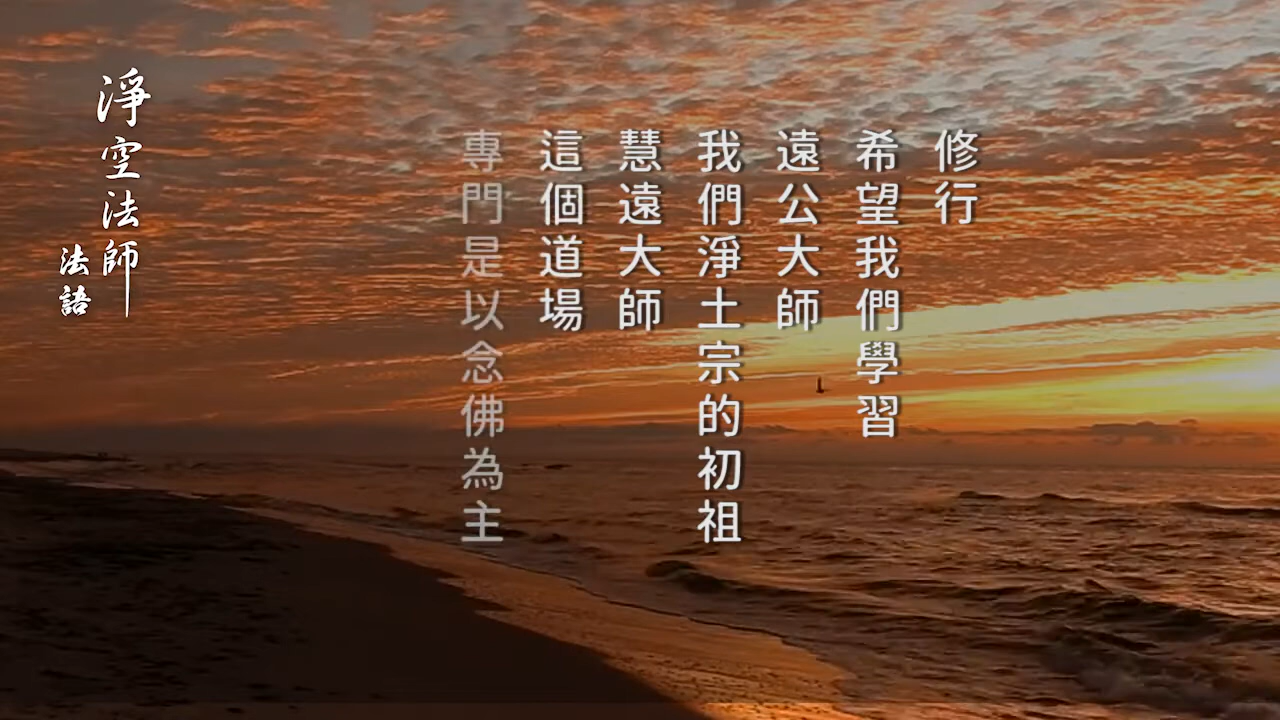 修行
希望我們學習
遠公大師
我們淨土宗的初祖
慧遠大師
這個道場
專門是以念佛為主
淨空法師
法語